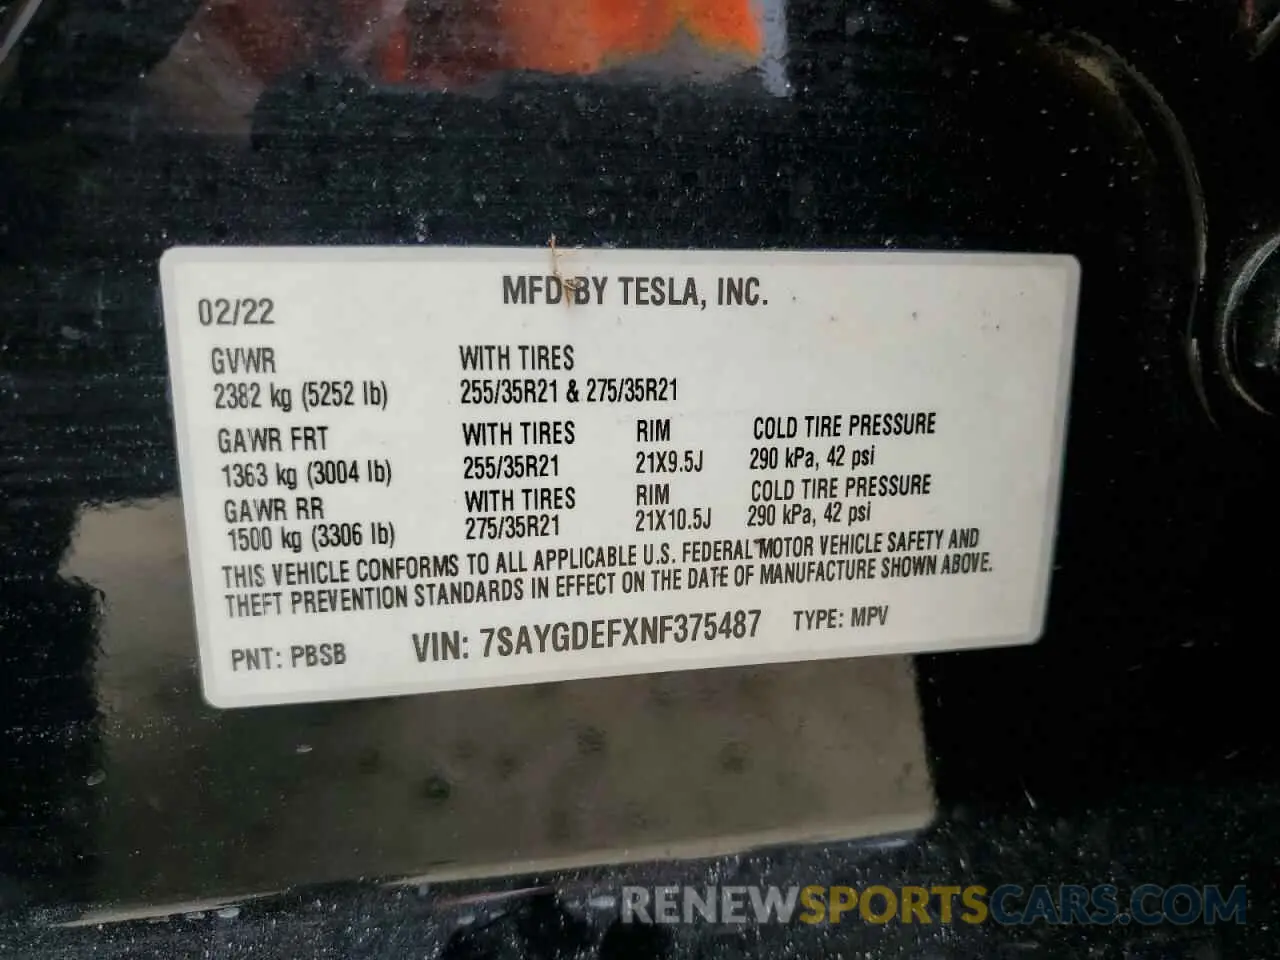 MFD BY TESLA, INC.
02/22
GVWR WITH TIRES
2382 kg (5252 lb) 255/35R21 & 275/35R21
GAWR FRT WITH TIRES RIM COLD TIRE PRESSURE
1363 kg (3004 lb) 255/35R21 21X9.5J 290 kPa, 42 psi
GAWR RR WITH TIRES RIM COLD TIRE PRESSURE
1500 kg (3306 lb) 275/35R21 21X10.5J 290 kPa, 42 psi
THIS VEHICLE CONFORMS TO ALL APPLICABLE U.S. FEDERAL MOTOR VEHICLE SAFETY AND
THEFT PREVENTION STANDARDS IN EFFECT ON THE DATE OF MANUFACTURE SHOWN ABOVE.
PNT: PBSB VIN: 7SAYGDEFXNF375487 TYPE: MPV
RENEWSPORTSCARS.COM